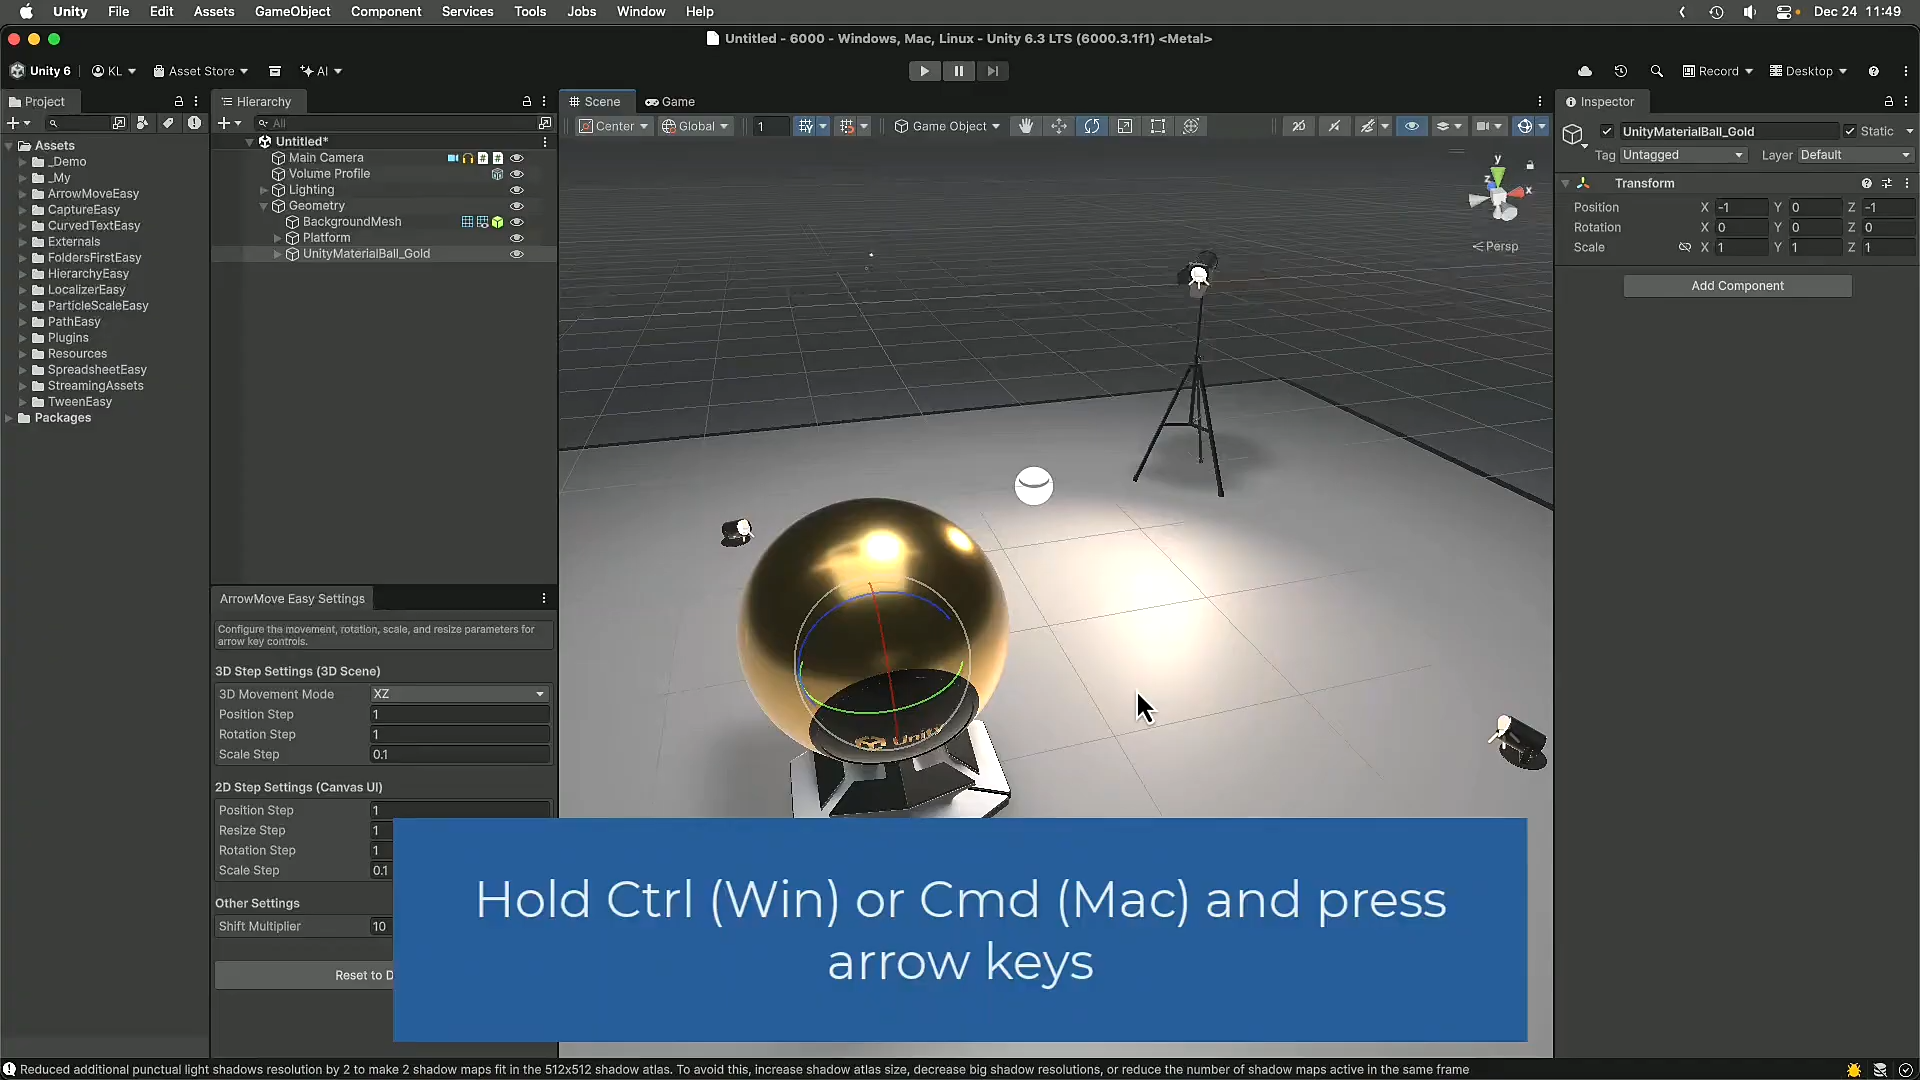 Unity File Edit Assets GameObject Component Services Tools Jobs Window Help Dec 24 11:49
Untitled - 6000 - Windows, Mac, Linux - Unity 6.3 LTS (6000.3.1f1) <Metal>
Unity 6 KL Asset Store AI Record Desktop
Project
Assets
_Demo
_My
ArrowMoveEasy
CaptureEasy
CurvedTextEasy
Externals
FoldersFirstEasy
HierarchyEasy
LocalizerEasy
ParticleScaleEasy
PathEasy
Plugins
Resources
SpreadsheetEasy
StreamingAssets
TweenEasy
Packages
Hierarchy
All
Untitled*
Main Camera
Volume Profile
Lighting
Geometry
BackgroundMesh
Platform
UnityMaterialBall_Gold
ArrowMove Easy Settings
Configure the movement, rotation, scale, and resize parameters for
arrow key controls.
3D Step Settings (3D Scene)
3D Movement Mode XZ
Position Step 1
Rotation Step 1
Scale Step 0.1
2D Step Settings (Canvas UI)
Position Step 1
Resize Step 1
Rotation Step 1
Scale Step 0.1
Other Settings
Shift Multiplier 10
Reset to D
Scene Game
Center Global 1 Game Object 2D
y
z x
Persp
Unity
Inspector
UnityMaterialBall_Gold Static
Tag Untagged Layer Default
Transform
Position X -1 Y 0 Z -1
Rotation X 0 Y 0 Z 0
Scale X 1 Y 1 Z 1
Add Component
Hold Ctrl (Win) or Cmd (Mac) and press
arrow keys
Reduced additional punctual light shadows resolution by 2 to make 2 shadow maps fit in the 512x512 shadow atlas. To avoid this, increase shadow atlas size, decrease big shadow resolutions, or reduce the number of shadow maps active in the same frame